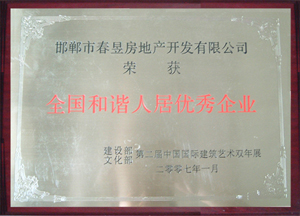 邯郸市春昱房地产开发有限公司
荣获
全国和谐人居优秀企业
建设部
文化部
第二届中国国际建筑艺术双年展
二〇〇七年一月